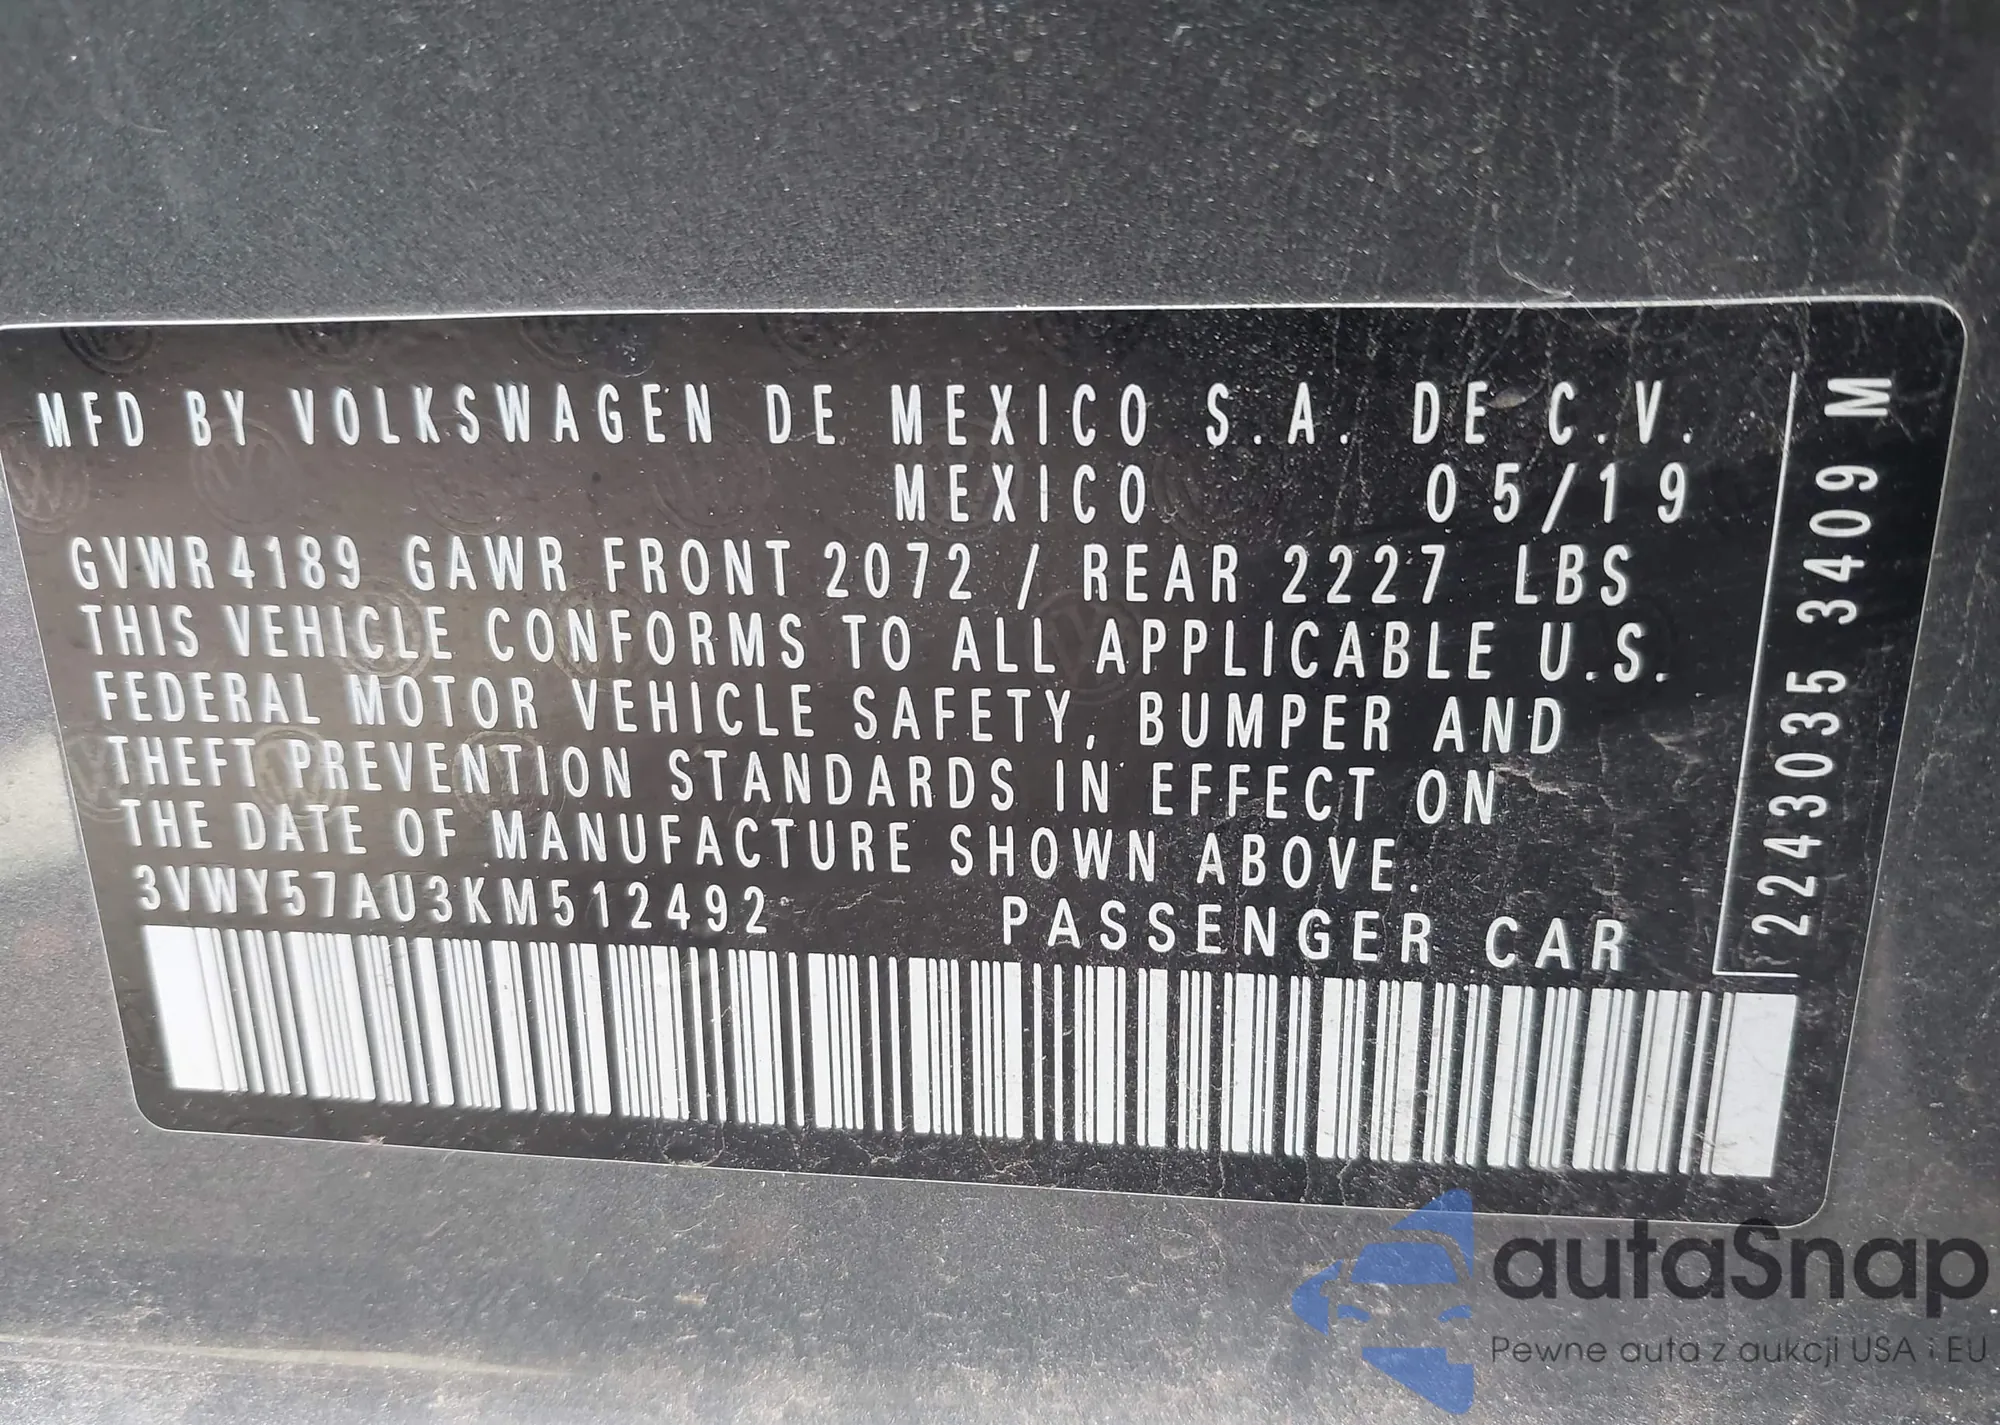 MFD BY VOLKSWAGEN DE MEXICO S.A. DE C.V.
MEXICO 05/19
GVWR 4189 GAWR FRONT 2072 / REAR 2227 LBS
THIS VEHICLE CONFORMS TO ALL APPLICABLE U.S.
FEDERAL MOTOR VEHICLE SAFETY, BUMPER AND
THEFT PREVENTION STANDARDS IN EFFECT ON
THE DATE OF MANUFACTURE SHOWN ABOVE.
3VWY57AU3KM512492 PASSENGER CAR
2243035 3409 M
autaSnap
Pewne auta z aukcji USA i EU